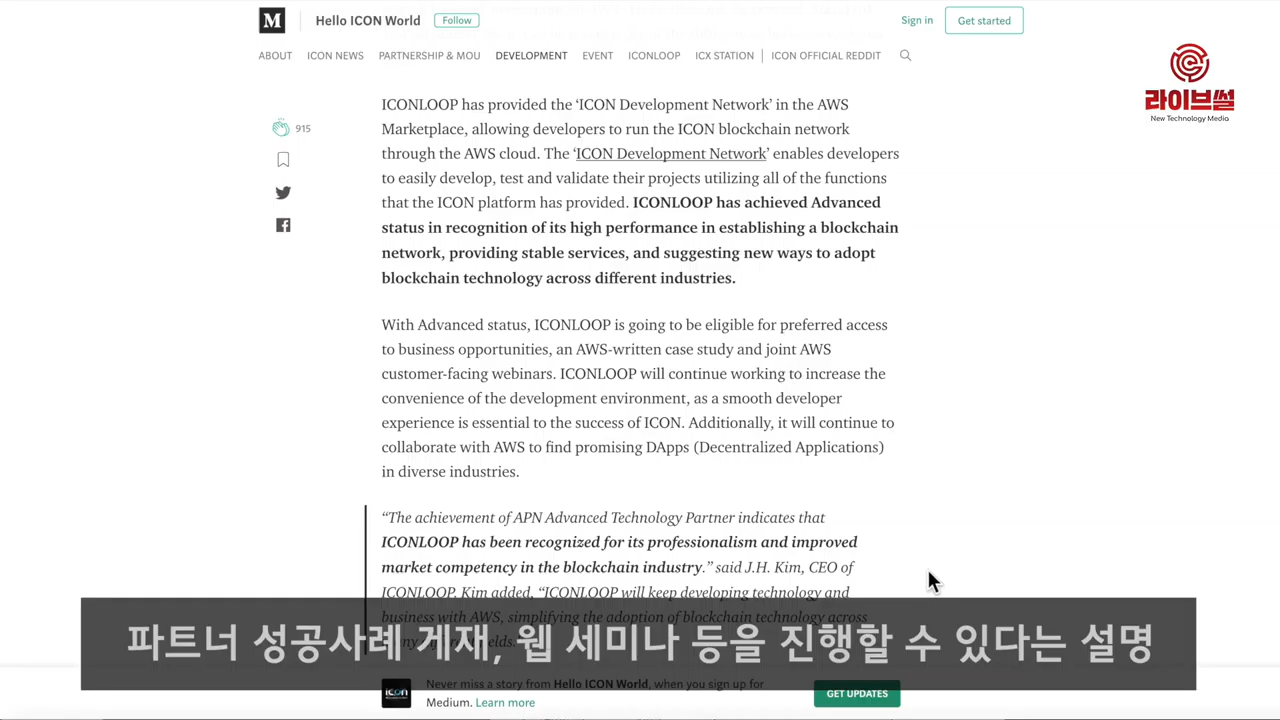 Hello ICON World
Follow
Sign in
Get started
ABOUT
ICON NEWS
PARTNERSHIP & MOU
DEVELOPMENT
EVENT
ICONLOOP
ICX STATION
ICON OFFICIAL REDDIT
라이브썰
New Technology Media
915
ICONLOOP has provided the ‘ICON Development Network’ in the AWS
Marketplace, allowing developers to run the ICON blockchain network
through the AWS cloud. The ‘ICON Development Network’ enables developers
to easily develop, test and validate their projects utilizing all of the functions
that the ICON platform has provided. ICONLOOP has achieved Advanced
status in recognition of its high performance in establishing a blockchain
network, providing stable services, and suggesting new ways to adopt
blockchain technology across different industries.
With Advanced status, ICONLOOP is going to be eligible for preferred access
to business opportunities, an AWS-written case study and joint AWS
customer-facing webinars. ICONLOOP will continue working to increase the
convenience of the development environment, as a smooth developer
experience is essential to the success of ICON. Additionally, it will continue to
collaborate with AWS to find promising DApps (Decentralized Applications)
in diverse industries.
“The achievement of APN Advanced Technology Partner indicates that
ICONLOOP has been recognized for its professionalism and improved
market competency in the blockchain industry.” said J.H. Kim, CEO of
ICONLOOP. Kim added, “ICONLOOP will keep developing technology and
business with AWS, simplifying the adoption of blockchain technology across
파트너 성공사례 게재, 웹 세미나 등을 진행할 수 있다는 설명
icon
Never miss a story from Hello ICON World, when you sign up for
Medium. Learn more
GET UPDATES